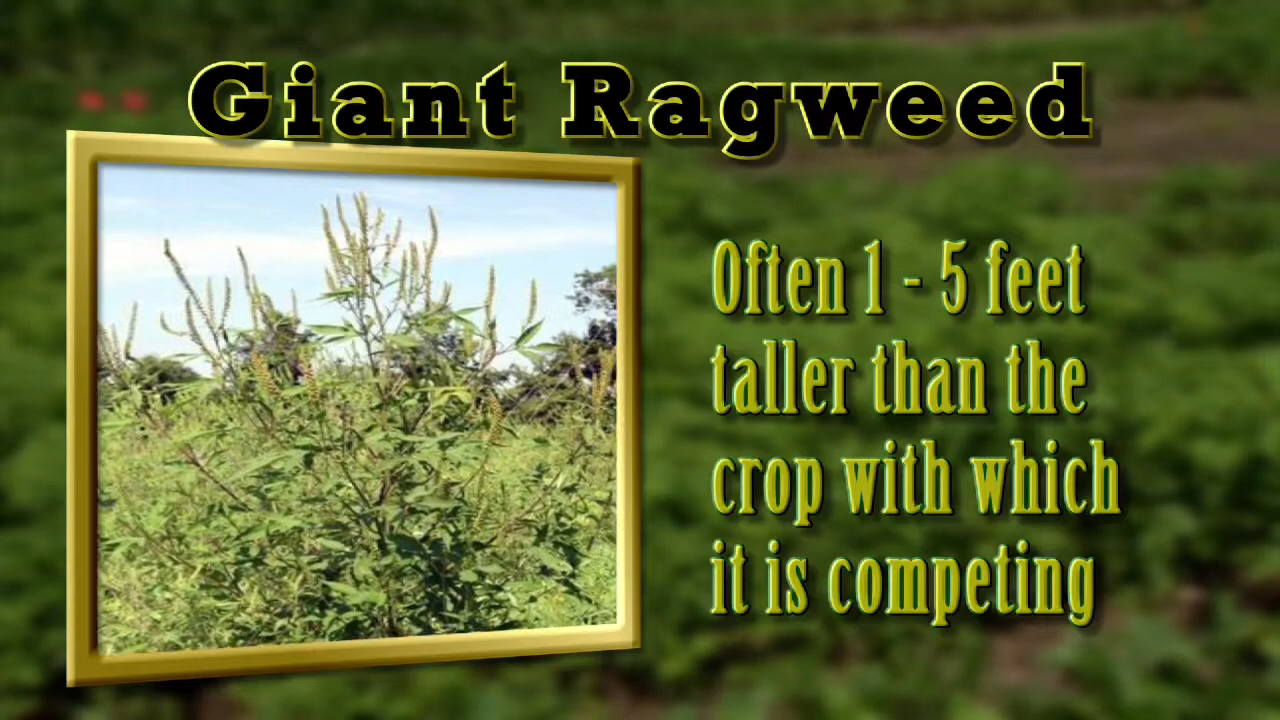 Giant Ragweed
Often 1 - 5 feet
taller than the
crop with which
it is competing